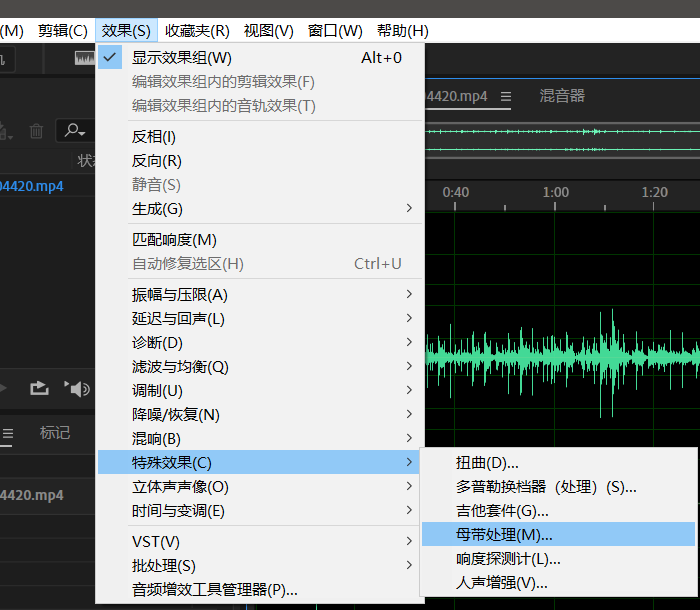 (M) 剪辑(C) 效果(S) 收藏夹(R) 视图(V) 窗口(W) 帮助(H)
显示效果组(W) Alt+0
编辑效果组内的剪辑效果(F)
编辑效果组内的音轨效果(T)
反相(I)
反向(R)
静音(S)
生成(G)
匹配响度(M)
自动修复选区(H) Ctrl+U
振幅与压限(A)
延迟与回声(L)
诊断(D)
滤波与均衡(Q)
调制(U)
降噪/恢复(N)
混响(B)
特殊效果(C)
立体声声像(O)
时间与变调(E)
VST(V)
批处理(S)
音频增效工具管理器(P)...
扭曲(D)...
多普勒换档器（处理）(S)...
吉他套件(G)...
母带处理(M)...
响度探测计(L)...
人声增强(V)...
04420.mp4 混音器
0:40 1:00 1:20
04420.mp4
标记
4420.mp4